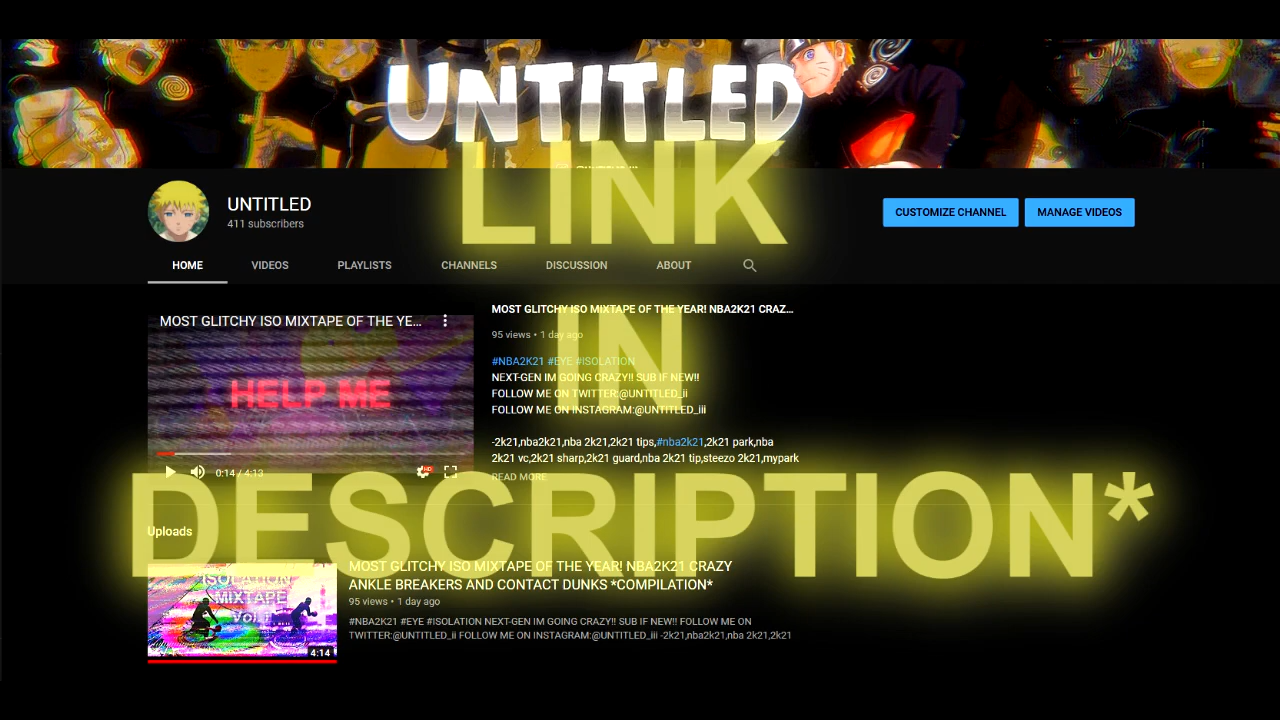 UNTITLED
LINK
UNTITLED
411 subscribers
CUSTOMIZE CHANNEL
MANAGE VIDEOS
HOME
VIDEOS
PLAYLISTS
CHANNELS
DISCUSSION
ABOUT
MOST GLITCHY ISO MIXTAPE OF THE YE...
HELP ME
0:14 / 4:13
HD
MOST GLITCHY ISO MIXTAPE OF THE YEAR! NBA2K21 CRAZ...
95 views • 1 day ago
IN
#NBA2K21 #EYE #ISOLATION
NEXT-GEN IM GOING CRAZY!! SUB IF NEW!!
FOLLOW ME ON TWITTER:@UNTITLED_ii
FOLLOW ME ON INSTAGRAM:@UNTITLED_iii
-2k21,nba2k21,nba 2k21,2k21 tips,#nba2k21,2k21 park,nba
2k21 vc,2k21 sharp,2k21 guard,nba 2k21 tip,steezo 2k21,mypark
READ MORE
DESCRIPTION*
Uploads
ISOLATION
MIXTAPE
4:14
MOST GLITCHY ISO MIXTAPE OF THE YEAR! NBA2K21 CRAZY
ANKLE BREAKERS AND CONTACT DUNKS *COMPILATION*
95 views • 1 day ago
#NBA2K21 #EYE #ISOLATION NEXT-GEN IM GOING CRAZY!! SUB IF NEW!! FOLLOW ME ON
TWITTER:@UNTITLED_ii FOLLOW ME ON INSTAGRAM:@UNTITLED_iii -2k21,nba2k21,nba 2k21,2k21